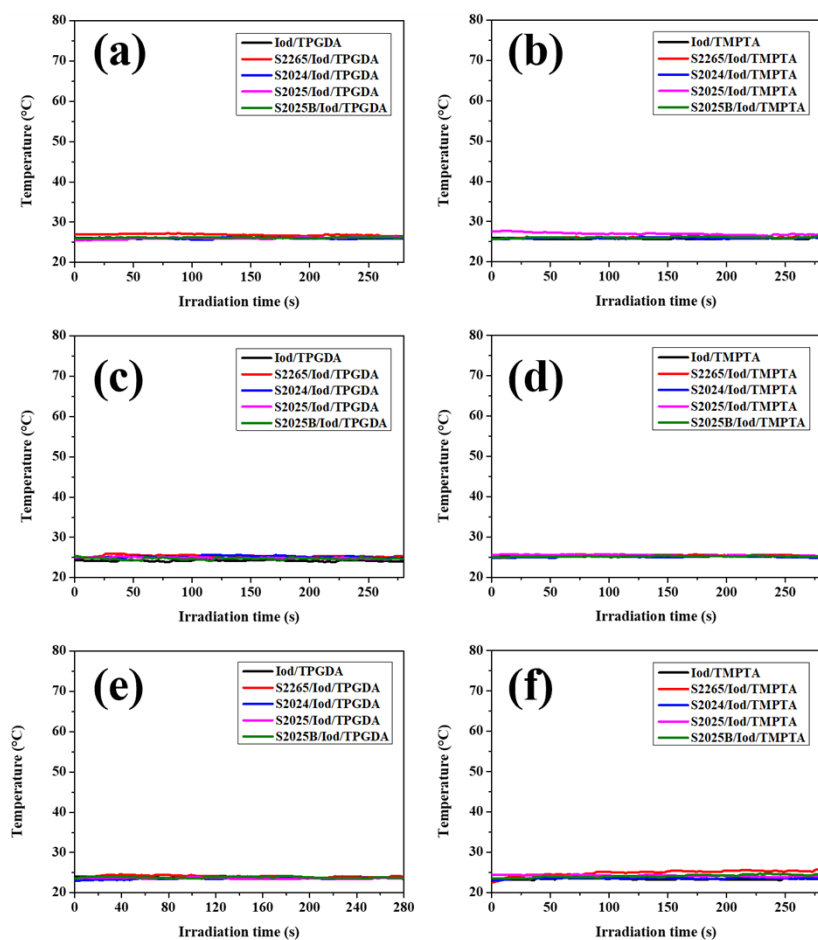 (a)
Iod/TPGDA
S2265/Iod/TPGDA
S2024/Iod/TPGDA
S2025/Iod/TPGDA
S2025B/Iod/TPGDA
80
70
60
50
40
30
20
Temperature (°C)
0 50 100 150 200 250
Irradiation time (s)
(b)
Iod/TMPTA
S2265/Iod/TMPTA
S2024/Iod/TMPTA
S2025/Iod/TMPTA
S2025B/Iod/TMPTA
80
70
60
50
40
30
20
Temperature (°C)
0 50 100 150 200 250
Irradiation time (s)
(c)
Iod/TPGDA
S2265/Iod/TPGDA
S2024/Iod/TPGDA
S2025/Iod/TPGDA
S2025B/Iod/TPGDA
80
70
60
50
40
30
20
Temperature (°C)
0 50 100 150 200 250
Irradiation time (s)
(d)
Iod/TMPTA
S2265/Iod/TMPTA
S2024/Iod/TMPTA
S2025/Iod/TMPTA
S2025B/Iod/TMPTA
80
70
60
50
40
30
20
Temperature (°C)
0 50 100 150 200 250
Irradiation time (s)
(e)
Iod/TPGDA
S2265/Iod/TPGDA
S2024/Iod/TPGDA
S2025/Iod/TPGDA
S2025B/Iod/TPGDA
80
70
60
50
40
30
20
Temperature (°C)
0 40 80 120 160 200 240 280
Irradiation time (s)
(f)
Iod/TMPTA
S2265/Iod/TMPTA
S2024/Iod/TMPTA
S2025/Iod/TMPTA
S2025B/Iod/TMPTA
80
70
60
50
40
30
20
Temperature (°C)
0 50 100 150 200 250
Irradiation time (s)